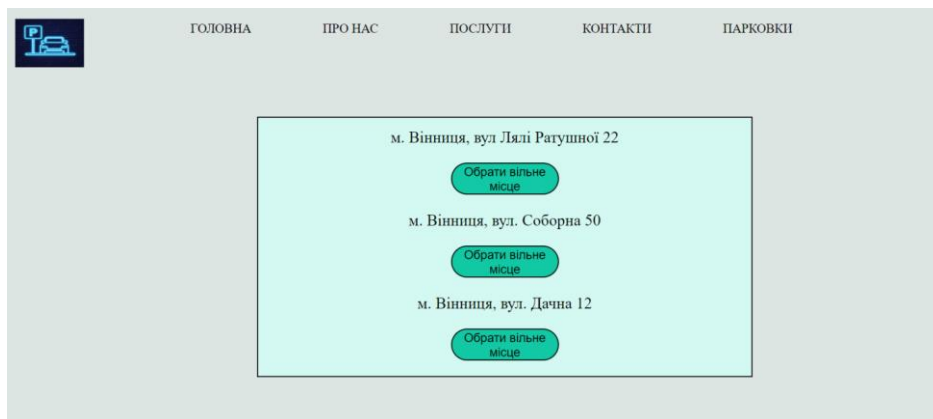 P
ГОЛОВНА ПРО НАС ПОСЛУГИ КОНТАКТИ ПАРКОВКИ
м. Вінниця, вул Лялі Ратушної 22
Обрати вільне
місце
м. Вінниця, вул. Соборна 50
Обрати вільне
місце
м. Вінниця, вул. Дачна 12
Обрати вільне
місце